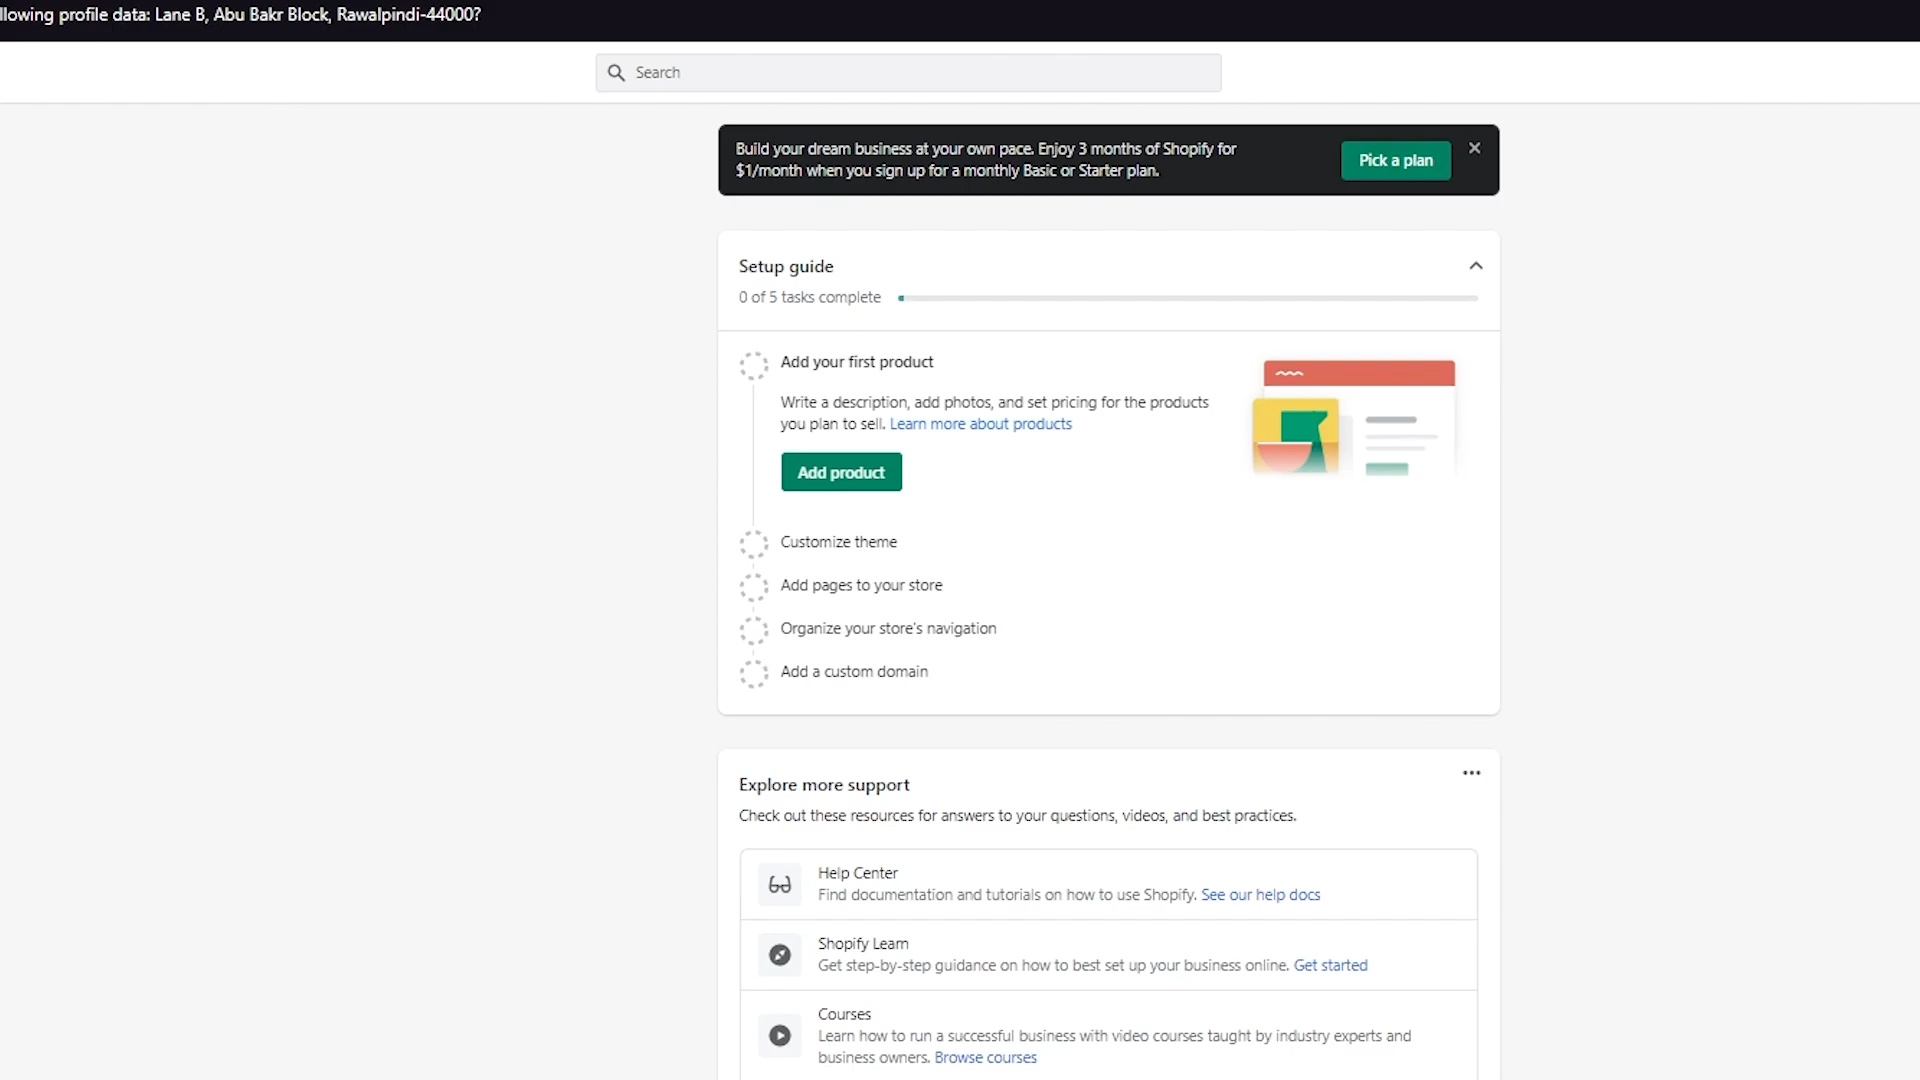 llowing profile data: Lane B, Abu Bakr Block, Rawalpindi-44000?
Search
Build your dream business at your own pace. Enjoy 3 months of Shopify for
$1/month when you sign up for a monthly Basic or Starter plan.
Pick a plan
Setup guide
0 of 5 tasks complete
Add your first product
Write a description, add photos, and set pricing for the products
you plan to sell. Learn more about products
Add product
Customize theme
Add pages to your store
Organize your store's navigation
Add a custom domain
Explore more support
Check out these resources for answers to your questions, videos, and best practices.
Help Center
Find documentation and tutorials on how to use Shopify. See our help docs
Shopify Learn
Get step-by-step guidance on how to best set up your business online. Get started
Courses
Learn how to run a successful business with video courses taught by industry experts and
business owners. Browse courses